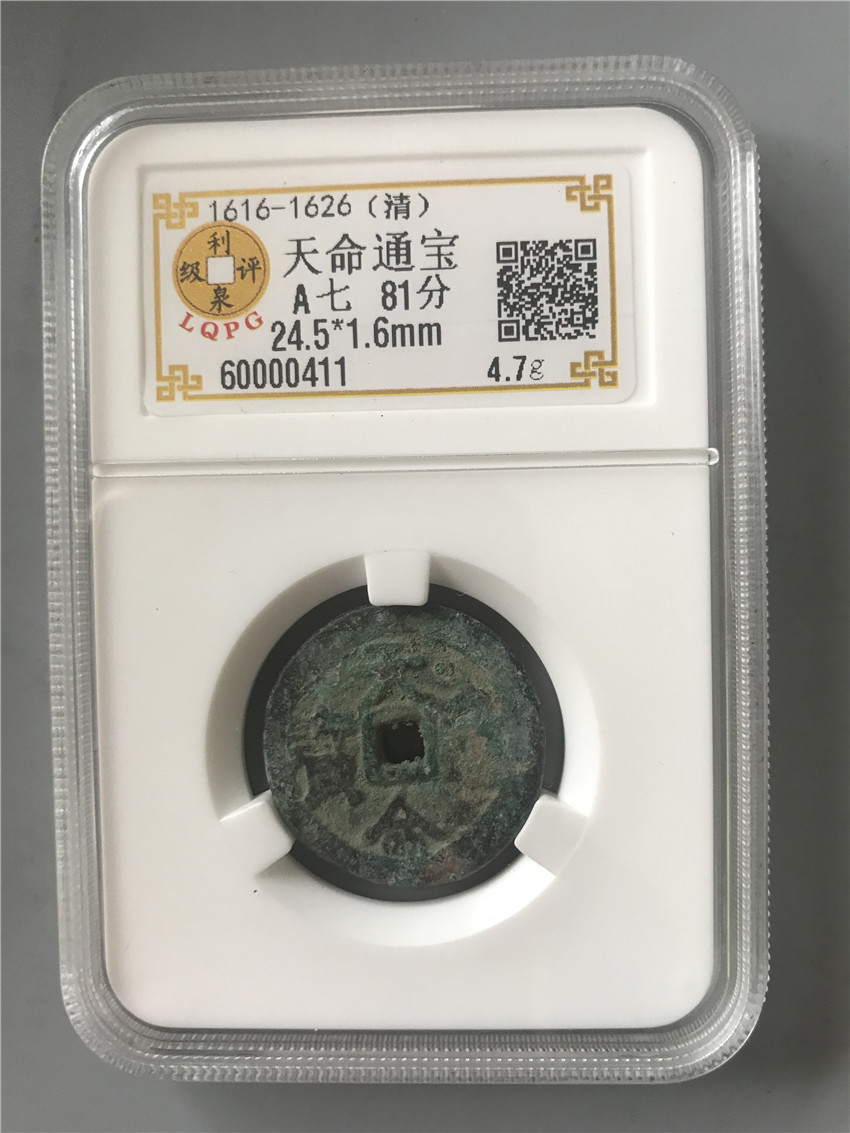 1616-1626（清）
利评泉级
LQPG
天命通宝
A七 81分
24.5*1.6mm
60000411 4.7g
命